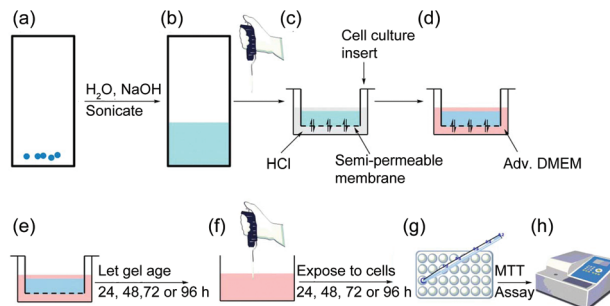 (a)
(b)
(c)
(d)
Cell culture
insert
H2O, NaOH
Sonicate
HCl
Semi-permeable
membrane
Adv. DMEM
(e)
(f)
(g)
(h)
Let gel age
24, 48,72 or 96 h
Expose to cells
24, 48, 72 or 96 h
MTT
Assay